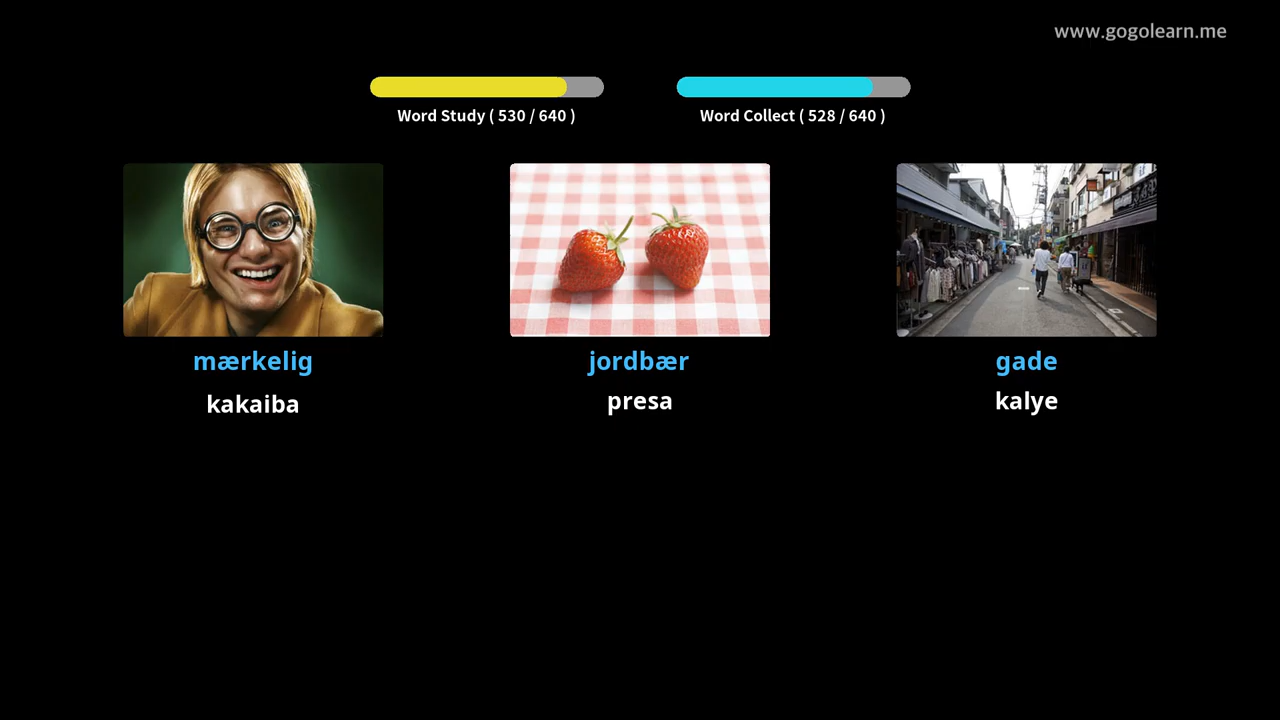 www.gogolearn.me
Word Study ( 530 / 640 )
Word Collect ( 528 / 640 )
mærkelig
kakaiba
jordbær
presa
gade
kalye